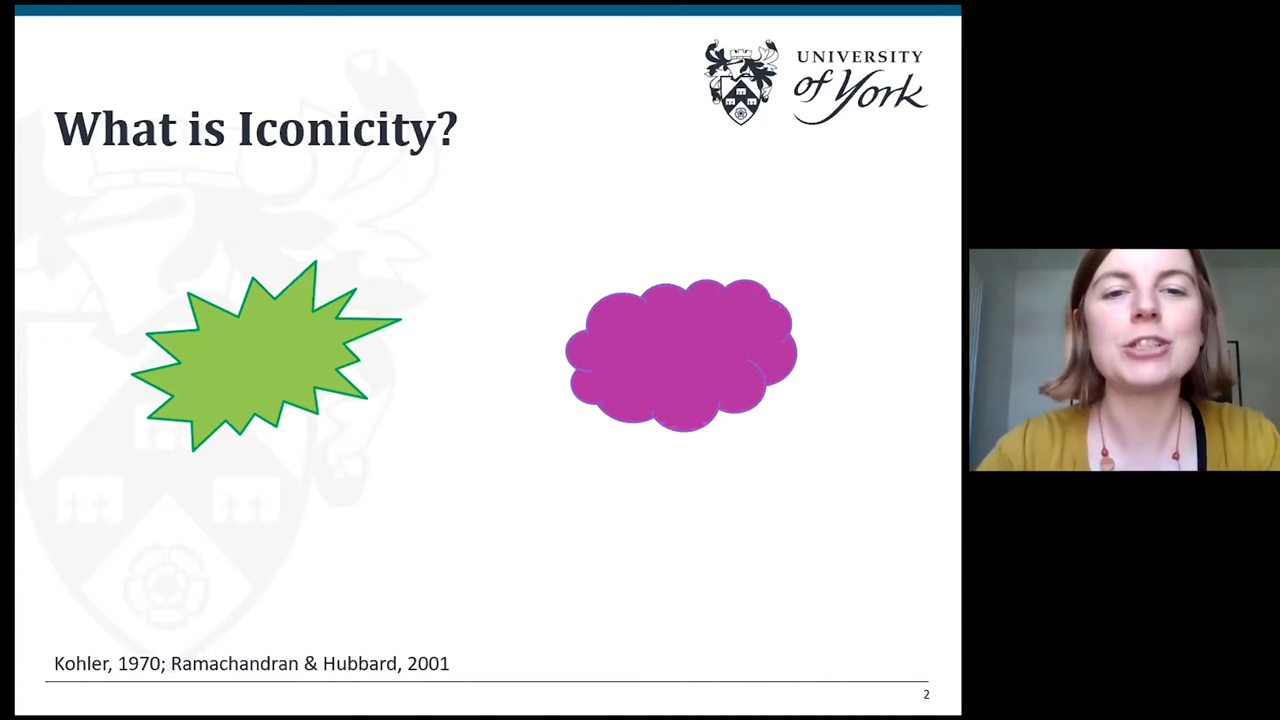 UNIVERSITY
of York
What is Iconicity?
Kohler, 1970; Ramachandran & Hubbard, 2001
2